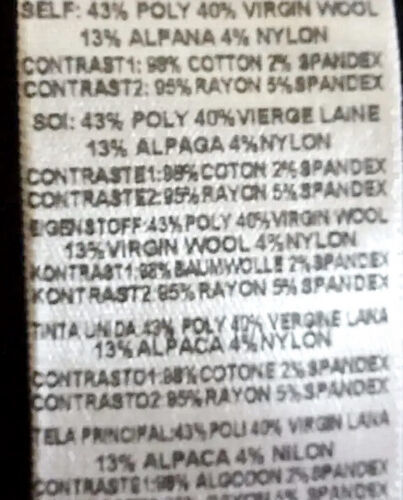 SELF: 43% POLY 40% VIRGIN WOOL
13% ALPANA 4% NYLON
CONTRAST1: 98% COTTON 2% SPANDEX
CONTRAST2: 95% RAYON 5% SPANDEX
SOI: 43% POLY 40% VIERGE LAINE
13% ALPAGA 4% NYLON
CONTRASTE1: 98% COTON 2% SPANDEX
CONTRASTE2: 95% RAYON 5% SPANDEX
EIGENSTOFF: 43% POLY 40% VIRGIN WOOL
13% VIRGIN WOOL 4% NYLON
KONTRAST1: 98% BAUMWOLLE 2% SPANDEX
KONTRAST2 95% RAYON 5% SPANDEX
TINTA UNIDA: 43% POLY 40% VERGINE LANA
13% ALPACA 4% NYLON
CONTRASTO1: 98% COTONE 2% SPANDEX
CONTRASTO2: 95% RAYON 5% SPANDEX
TELA PRINCIPAL: 43% POLI 40% VIRGIN LANA
13% ALPACA 4% NILON
CONTRASTE1: 98% ALGODON 2% SPANDEX